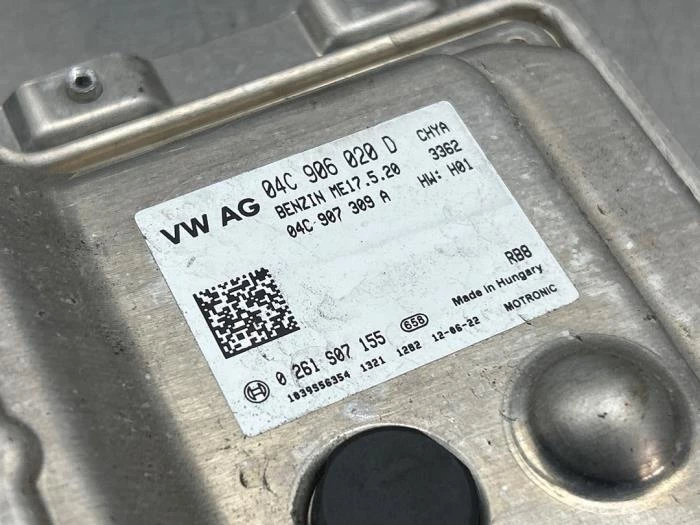 VW AG 04C 906 020 D CHYA
BENZIN ME17.5.20 3362
04C 907 309 A HW: H01
RB8
Made in Hungary
0 261 S07 155 658 MOTRONIC
1039S56354 1321 1282 12-06-22